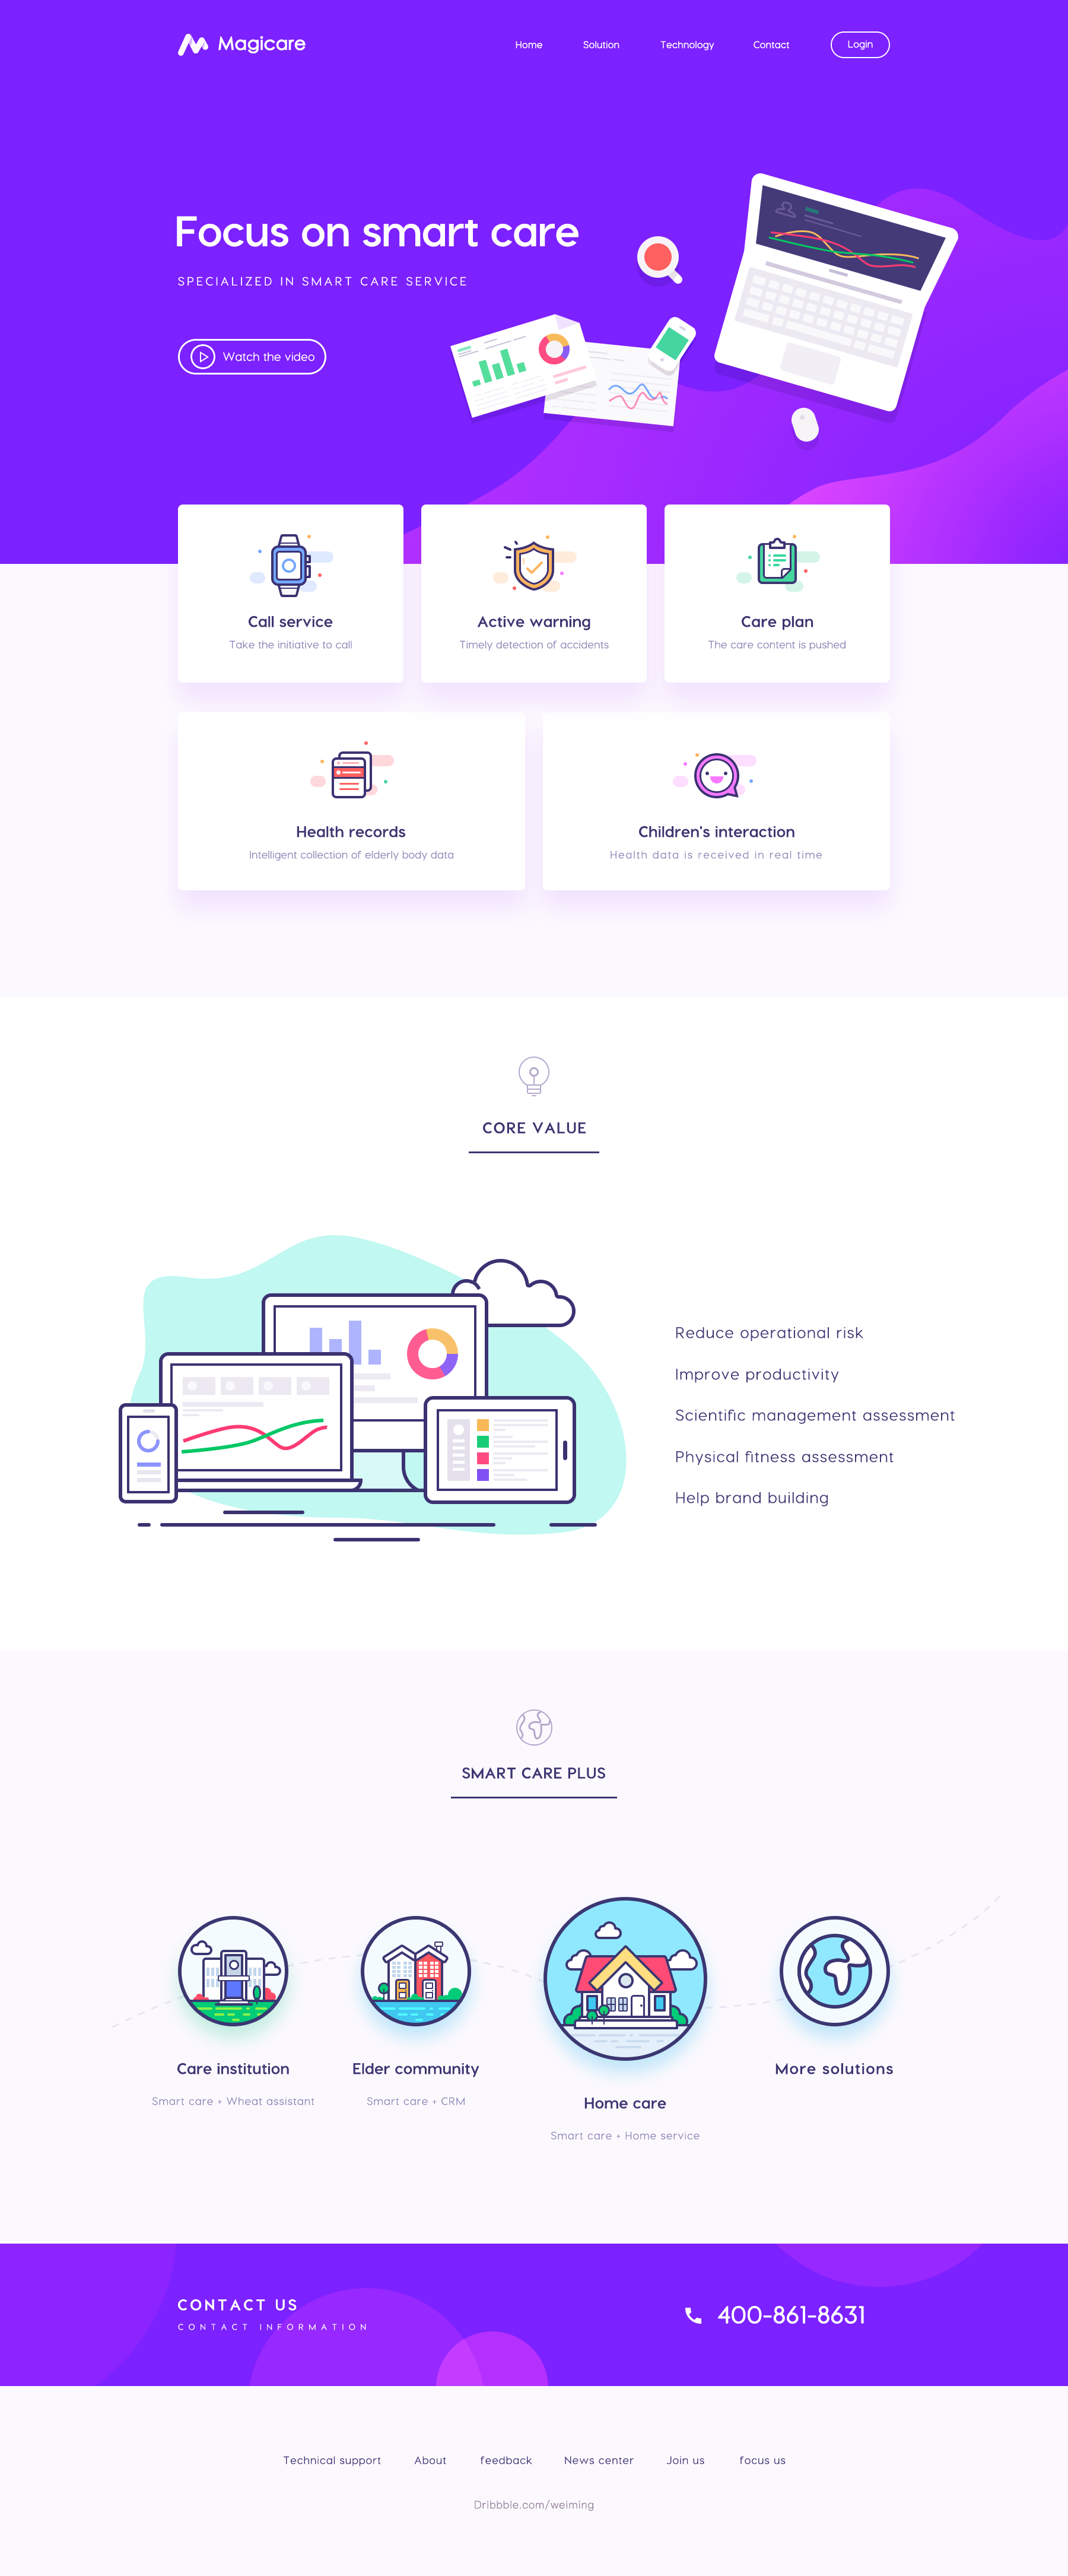 Magicare
Home Solution Technology Contact Login
Focus on smart care
SPECIALIZED IN SMART CARE SERVICE
Watch the video
Call service
Take the initiative to call
Active warning
Timely detection of accidents
Care plan
The care content is pushed
Health records
Intelligent collection of elderly body data
Children's interaction
Health data is received in real time
CORE VALUE
Reduce operational risk
Improve productivity
Scientific management assessment
Physical fitness assessment
Help brand building
SMART CARE PLUS
Care institution
Smart care + Wheat assistant
Elder community
Smart care + CRM
Home care
Smart care + Home service
More solutions
CONTACT US
CONTACT INFORMATION
400-861-8631
Technical support About feedback News center Join us focus us
Dribbble.com/weiming